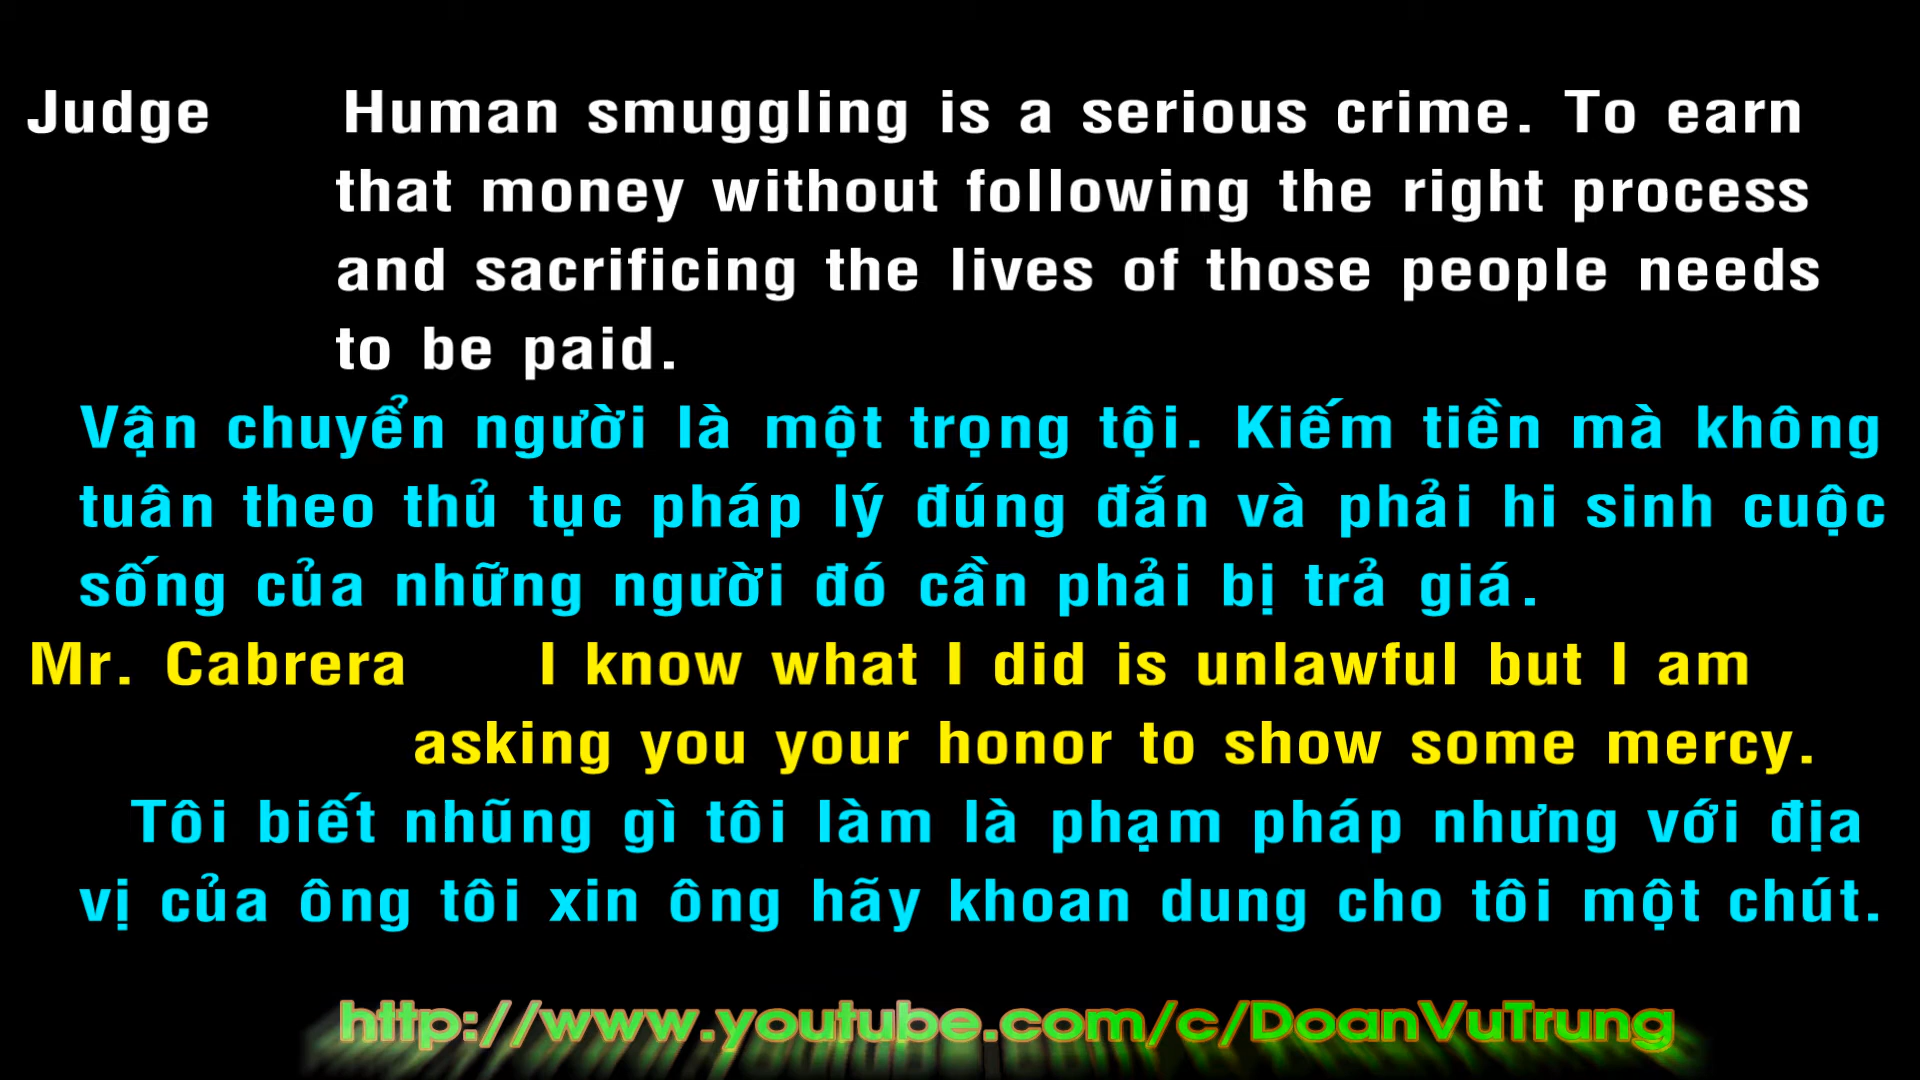 Judge Human smuggling is a serious crime. To earn
that money without following the right process
and sacrificing the lives of those people needs
to be paid.
Vận chuyển người là một trọng tội. Kiếm tiền mà không
tuân theo thủ tục pháp lý đúng đắn và phải hi sinh cuộc
sống của những người đó cần phải bị trả giá.
Mr. Cabrera I know what I did is unlawful but I am
asking you your honor to show some mercy.
Tôi biết nhũng gì tôi làm là phạm pháp nhưng với địa
vị của ông tôi xin ông hãy khoan dung cho tôi một chút.
http://www.youtube.com/c/DoanVuTrung